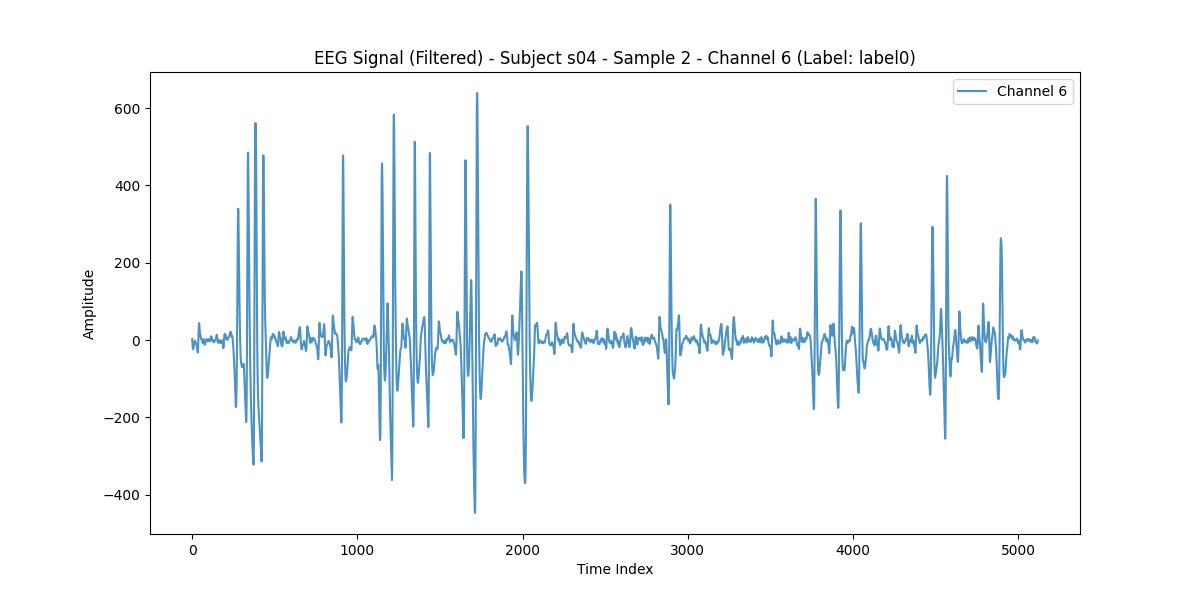 EEG Signal (Filtered) - Subject s04 - Sample 2 - Channel 6 (Label: label0)
Channel 6
600
400
200
0
−200
−400
Amplitude
0 1000 2000 3000 4000 5000
Time Index